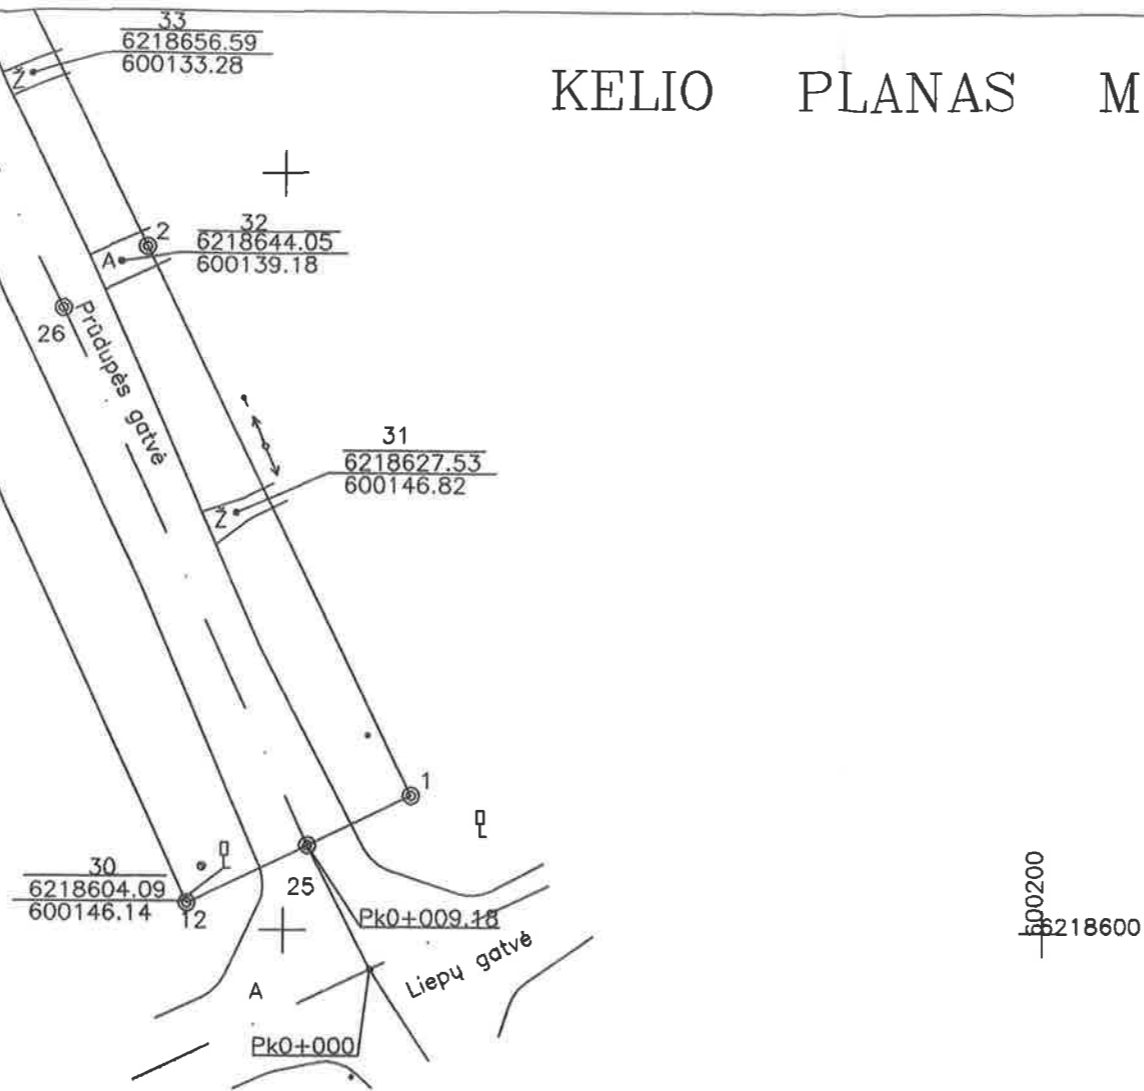 33
6218656.59
600133.28
KELIO PLANAS M
2
32
6218644.05
600139.18
A
Ž
26
Prūdupės gatvė
31
6218627.53
600146.82
Ž
1
30
6218604.09
600146.14
12
25
Pk0+009.18
Liepų gatvė
A
Pk0+000
600200
6218600